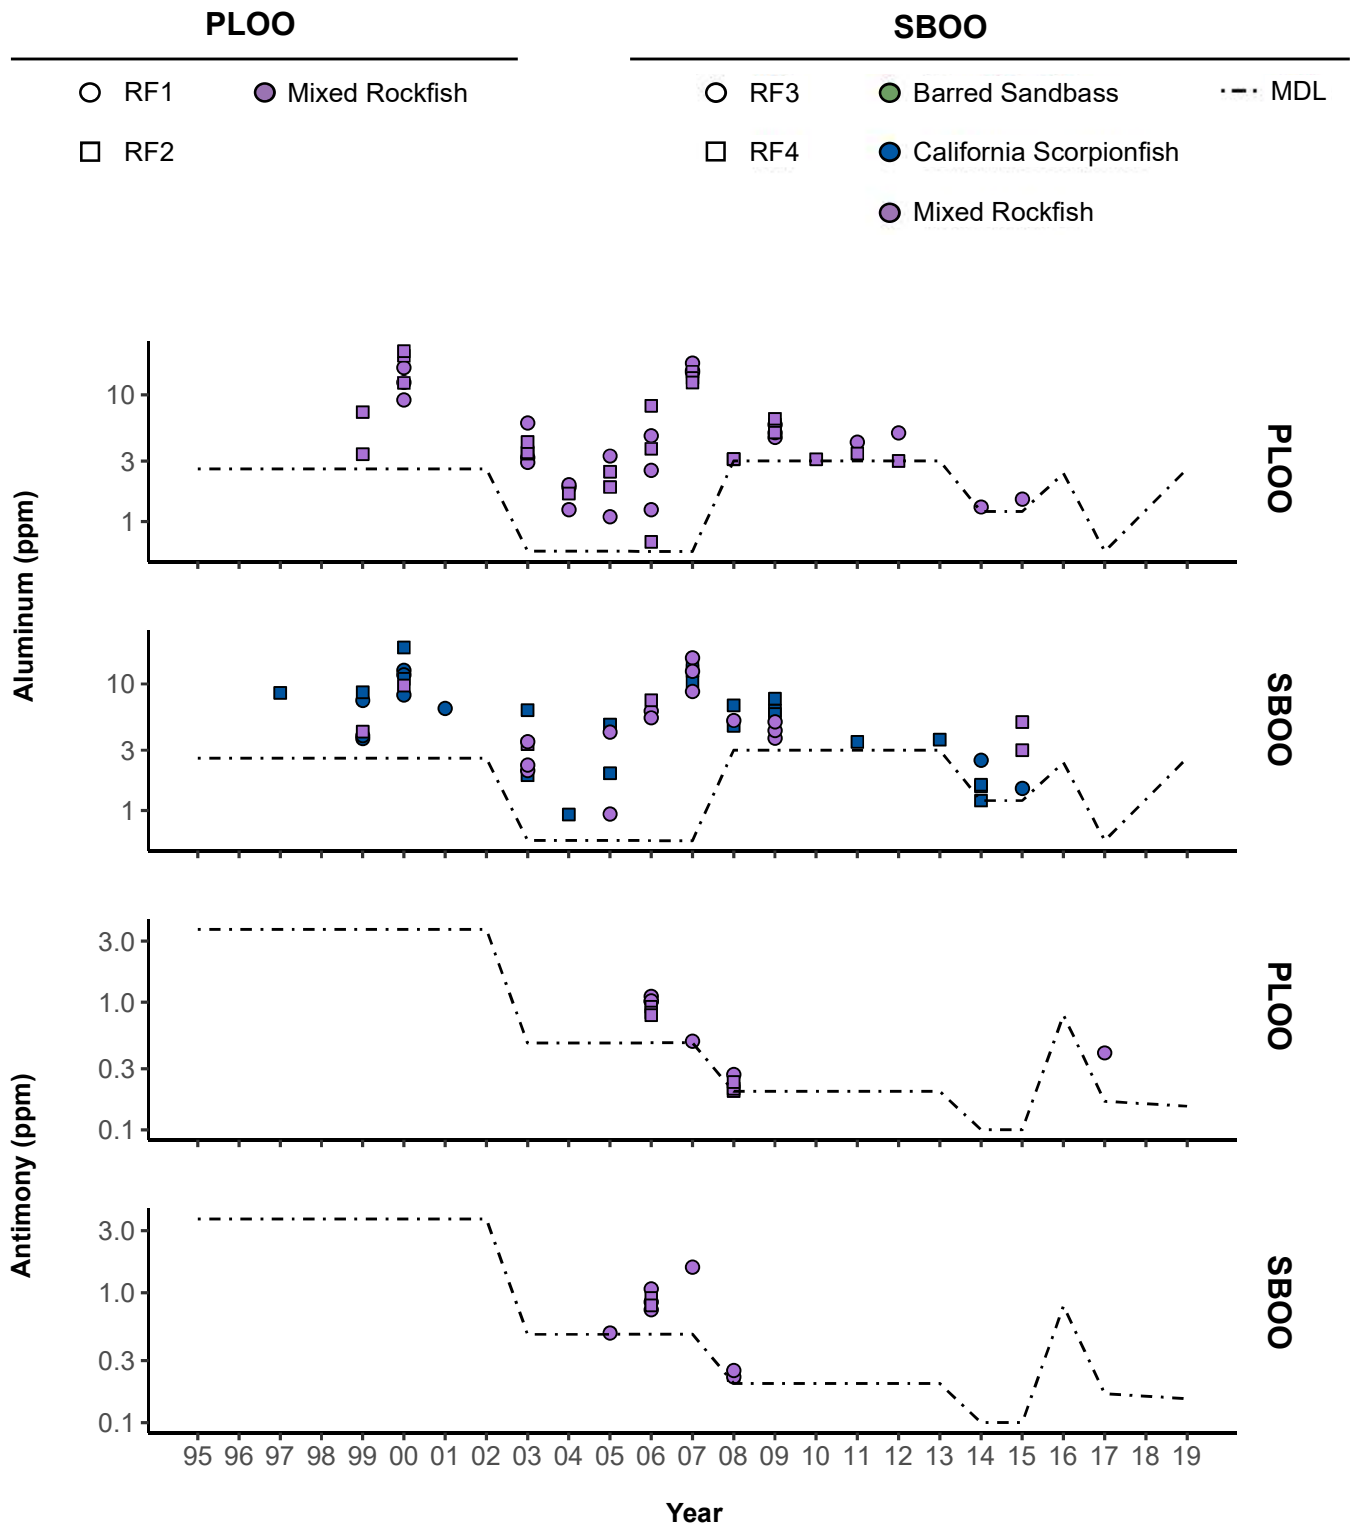 PLOO SBOO
RF1 Mixed Rockfish RF3 Barred Sandbass MDL
RF2 RF4 California Scorpionfish
Mixed Rockfish
Aluminum (ppm)
10
3
1
PLOO
10
3
1
SBOO
Antimony (ppm)
3.0
1.0
0.3
0.1
PLOO
3.0
1.0
0.3
0.1
SBOO
95 96 97 98 99 00 01 02 03 04 05 06 07 08 09 10 11 12 13 14 15 16 17 18 19
Year